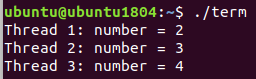 ubuntu@ubuntu1804:~$ ./term
Thread 1: number = 2
Thread 2: number = 3
Thread 3: number = 4